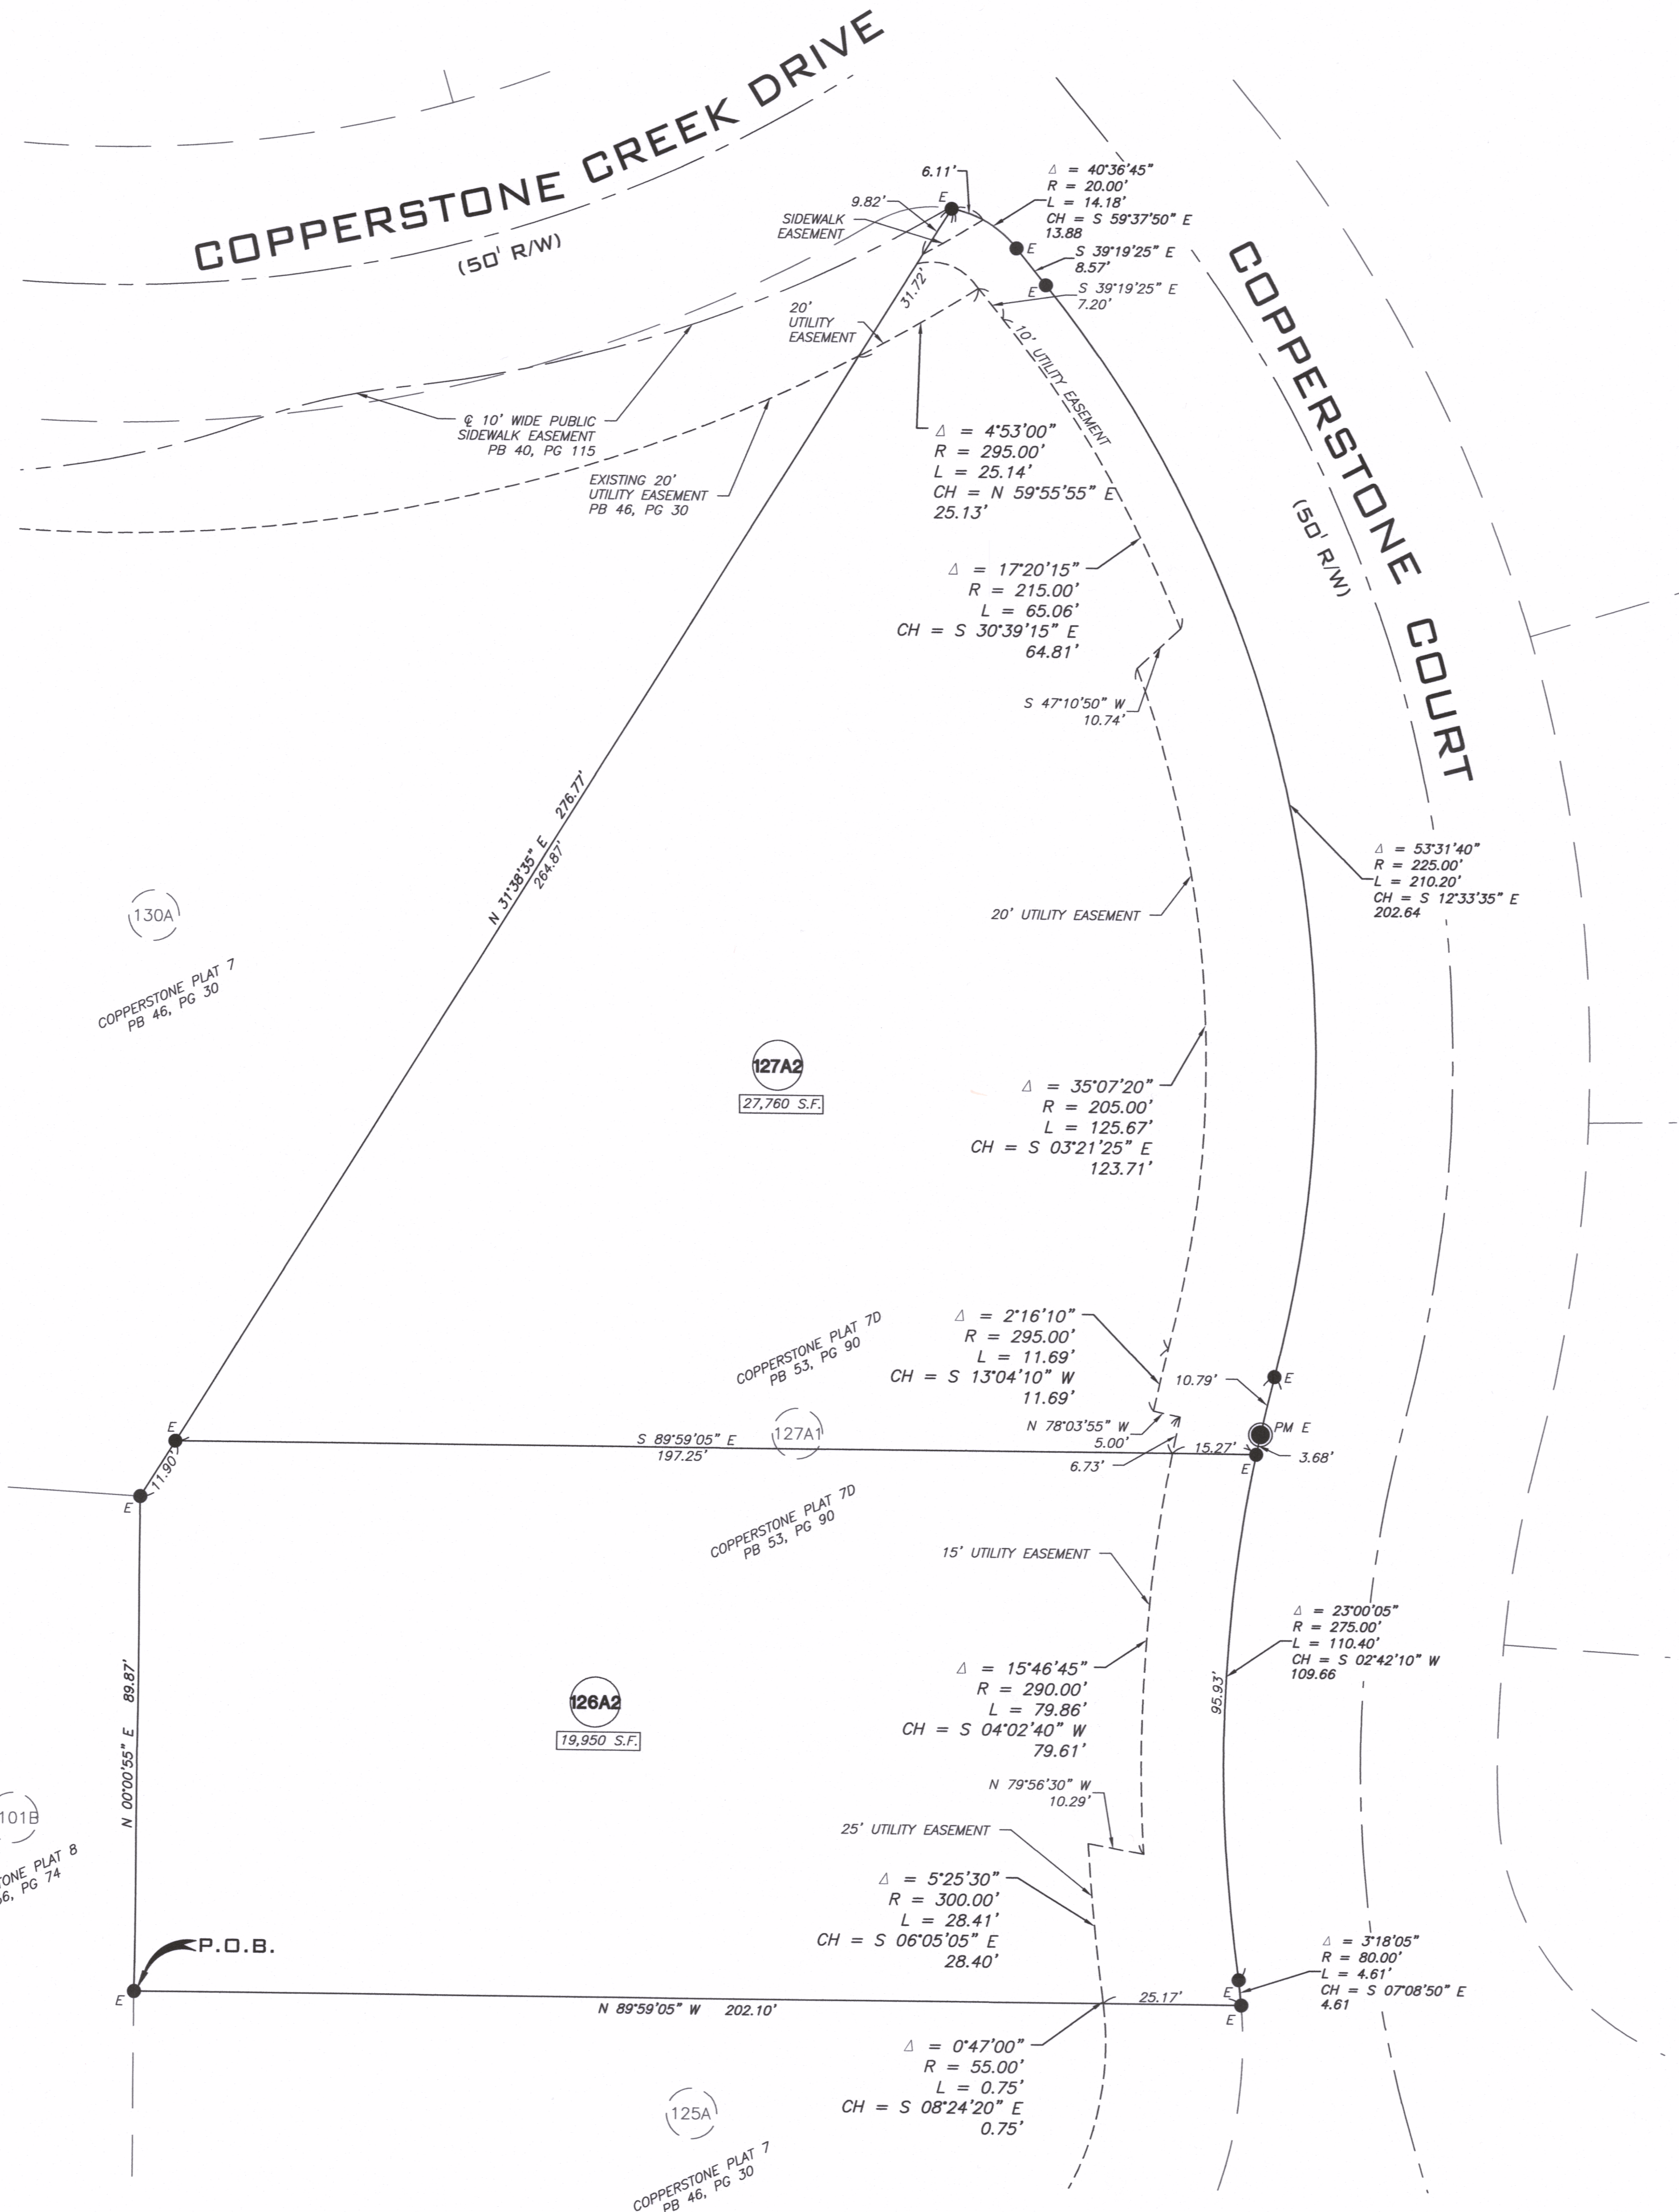 COPPERSTONE CREEK DRIVE
(50' R/W)
6.11'
E
9.82'
SIDEWALK
EASEMENT
Δ = 40°36'45"
R = 20.00'
L = 14.18'
CH = S 59°37'50" E
13.88
E
S 39°19'25" E
8.57'
E
S 39°19'25" E
7.20'
31.72'
20'
UTILITY
EASEMENT
10' UTILITY EASEMENT
COPPERSTONE COURT
(50' R/W)
℄ 10' WIDE PUBLIC
SIDEWALK EASEMENT
PB 40, PG 115
EXISTING 20'
UTILITY EASEMENT
PB 46, PG 30
Δ = 4°53'00"
R = 295.00'
L = 25.14'
CH = N 59°55'55" E
25.13'
Δ = 17°20'15"
R = 215.00'
L = 65.06'
CH = S 30°39'15" E
64.81'
S 47°10'50" W
10.74'
N 31°38'35" E 276.77'
264.87'
Δ = 53°31'40"
R = 225.00'
L = 210.20'
CH = S 12°33'35" E
202.64
130A
COPPERSTONE PLAT 7
PB 46, PG 30
20' UTILITY EASEMENT
127A2
27,760 S.F.
Δ = 35°07'20"
R = 205.00'
L = 125.67'
CH = S 03°21'25" E
123.71'
COPPERSTONE PLAT 7D
PB 53, PG 90
Δ = 2°16'10"
R = 295.00'
L = 11.69'
CH = S 13°04'10" W
11.69'
10.79'
E
N 78°03'55" W
5.00'
PM E
E
S 89°59'05" E
197.25'
127A1
6.73'
15.27'
3.68'
E
11.90'
E
COPPERSTONE PLAT 7D
PB 53, PG 90
15' UTILITY EASEMENT
Δ = 23°00'05"
R = 275.00'
L = 110.40'
CH = S 02°42'10" W
109.66
95.93'
N 00°00'55" E 89.87'
126A2
19,950 S.F.
Δ = 15°46'45"
R = 290.00'
L = 79.86'
CH = S 04°02'40" W
79.61'
N 79°56'30" W
10.29'
101B
TONE PLAT 8
6, PG 74
25' UTILITY EASEMENT
Δ = 5°25'30"
R = 300.00'
L = 28.41'
CH = S 06°05'05" E
28.40'
P.O.B.
E
Δ = 3°18'05"
R = 80.00'
L = 4.61'
CH = S 07°08'50" E
4.61
E
E
25.17'
N 89°59'05" W 202.10'
Δ = 0°47'00"
R = 55.00'
L = 0.75'
CH = S 08°24'20" E
0.75'
125A
COPPERSTONE PLAT 7
PB 46, PG 30